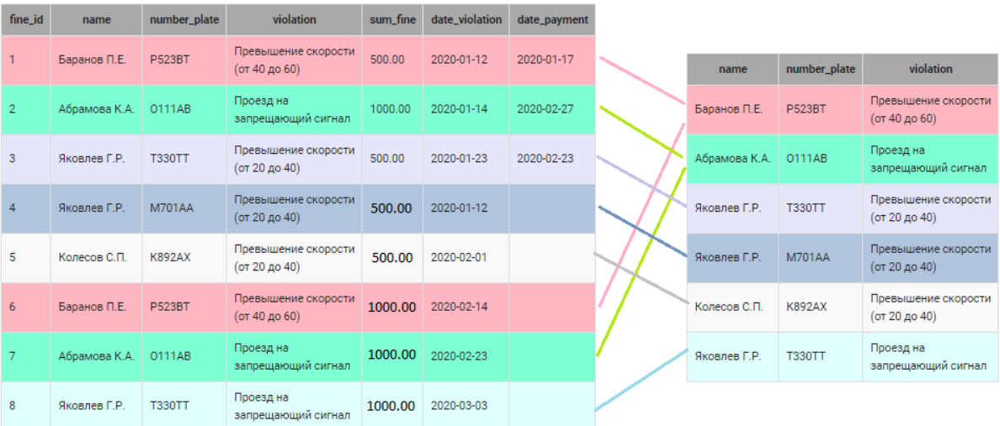 fine_id name number_plate violation sum_fine date_violation date_payment
1 Баранов П.Е. Р523ВТ Превышение скорости (от 40 до 60) 500.00 2020-01-12 2020-01-17
2 Абрамова К.А. О111АВ Проезд на запрещающий сигнал 1000.00 2020-01-14 2020-02-27
3 Яковлев Г.Р. Т330ТТ Превышение скорости (от 20 до 40) 500.00 2020-01-23 2020-02-23
4 Яковлев Г.Р. М701АА Превышение скорости (от 20 до 40) 500.00 2020-01-12
5 Колесов С.П. К892АХ Превышение скорости (от 20 до 40) 500.00 2020-02-01
6 Баранов П.Е. Р523ВТ Превышение скорости (от 40 до 60) 1000.00 2020-02-14
7 Абрамова К.А. О111АВ Проезд на запрещающий сигнал 1000.00 2020-02-23
8 Яковлев Г.Р. Т330ТТ Проезд на запрещающий сигнал 1000.00 2020-03-03
name number_plate violation
Баранов П.Е. Р523ВТ Превышение скорости (от 40 до 60)
Абрамова К.А. О111АВ Проезд на запрещающий сигнал
Яковлев Г.Р. Т330ТТ Превышение скорости (от 20 до 40)
Яковлев Г.Р. М701АА Превышение скорости (от 20 до 40)
Колесов С.П. К892АХ Превышение скорости (от 20 до 40)
Яковлев Г.Р. Т330ТТ Проезд на запрещающий сигнал